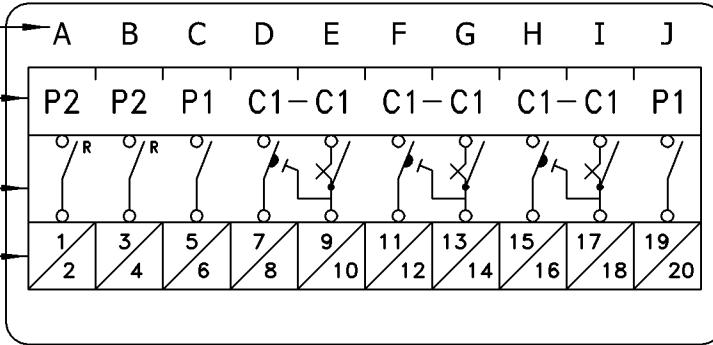 A B C D E F G H I J
P2 P2 P1 C1-C1 C1-C1 C1-C1 P1
R R
1 3 5 7 9 11 13 15 17 19
2 4 6 8 10 12 14 16 18 20